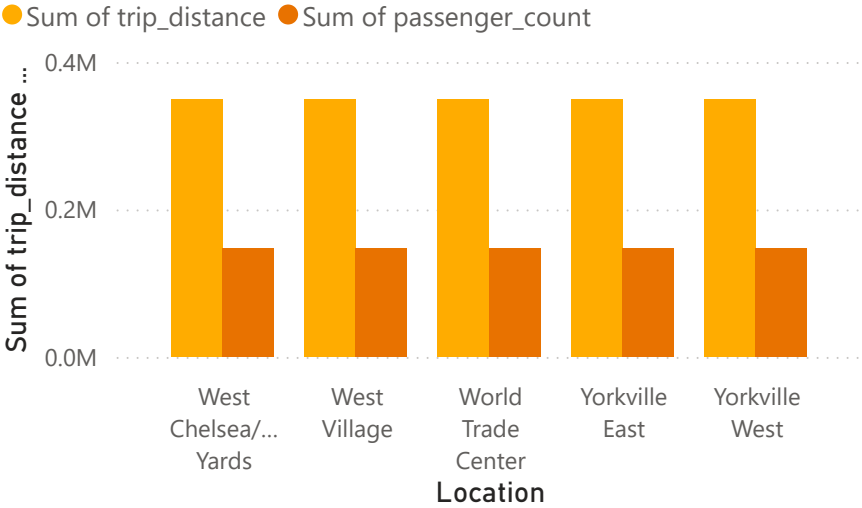 Sum of trip_distance Sum of passenger_count
Sum of trip_distance ...
0.4M
0.2M
0.0M
West
Chelsea/...
Yards
West
Village
World
Trade
Center
Yorkville
East
Yorkville
West
Location